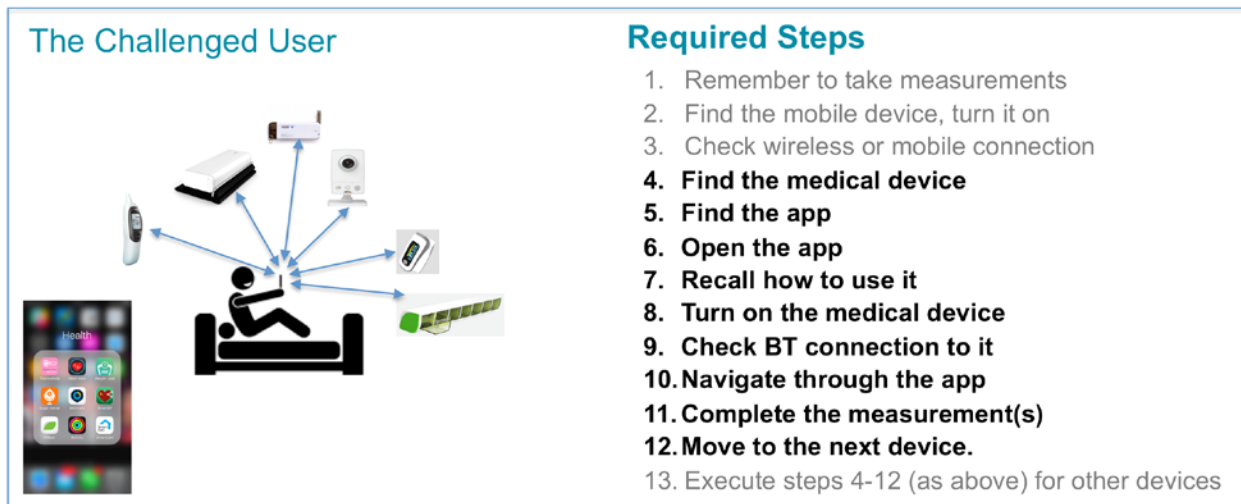 The Challenged User
Health
Required Steps
1. Remember to take measurements
2. Find the mobile device, turn it on
3. Check wireless or mobile connection
4. Find the medical device
5. Find the app
6. Open the app
7. Recall how to use it
8. Turn on the medical device
9. Check BT connection to it
10. Navigate through the app
11. Complete the measurement(s)
12. Move to the next device.
13. Execute steps 4-12 (as above) for other devices